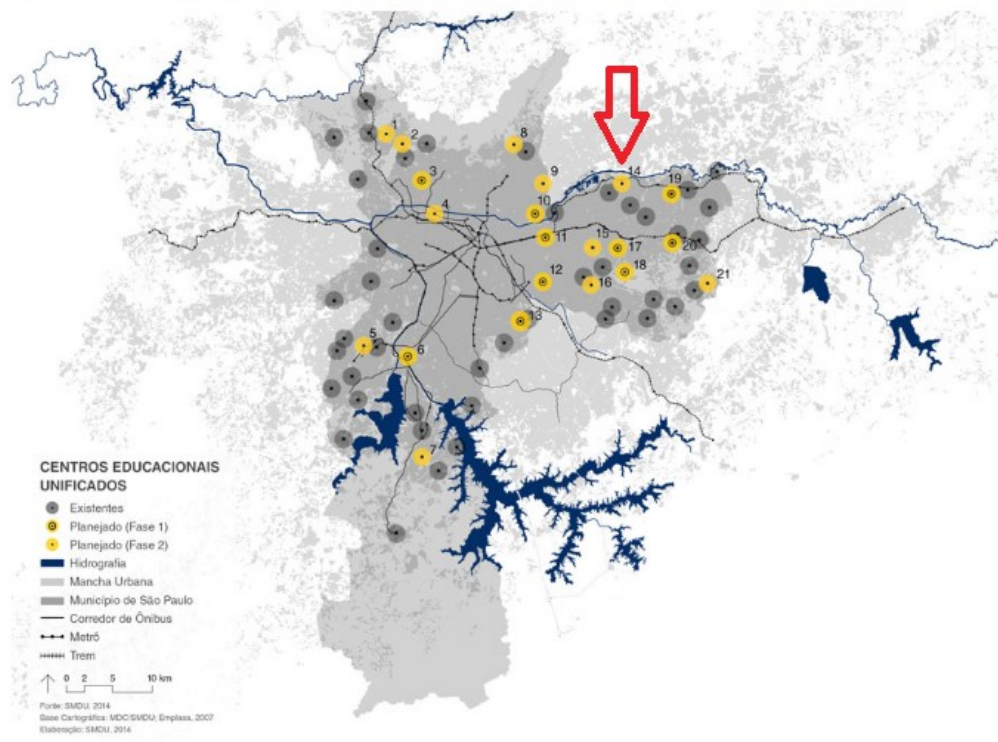 1
2
8
3
9
14
19
4
10
11
15
17
20
18
12
16
21
13
5
6
7
CENTROS EDUCACIONAIS
UNIFICADOS
Existentes
Planejado (Fase 1)
Planejado (Fase 2)
Hidrografia
Mancha Urbana
Município de São Paulo
Corredor de Ônibus
Metrô
Trem
0 2 5 10 km
Fonte: SMDU, 2014
Base Cartográfica: MDC/SMDU; Emplasa, 2007
Elaboração: SMDU, 2014